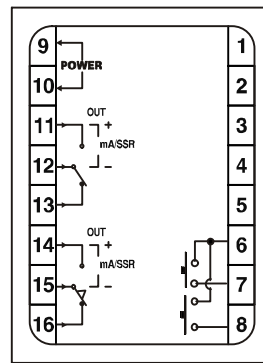 9 1
POWER
10 2
OUT
11 + 3
mA/SSR
12 - 4
13 5
OUT
14 + 6
mA/SSR
15 - 7
16 8